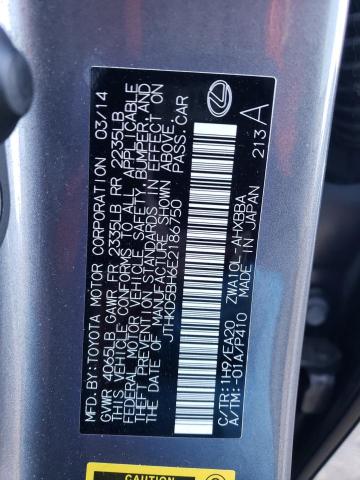 MFD.BY:TOYOTA MOTOR CORPORATION 03/14
GVWR 4065LB GAWR FR 2335LB RR 2235LB
THIS VEHICLE CONFORMS TO ALL APPLICABLE
FEDERAL MOTOR VEHICLE SAFETY, BUMPER, AND
THEFT PREVENTION STANDARDS IN EFFECT ON
THE DATE OF MANUFACTURE SHOWN ABOVE.
JTHKD5BH6E2186750 PASS.CAR
C/TR:1H9/EA20 ZWA10L-AHXBBA
A/TM:-01A/P410 MADE IN JAPAN 213 A
CAUTION